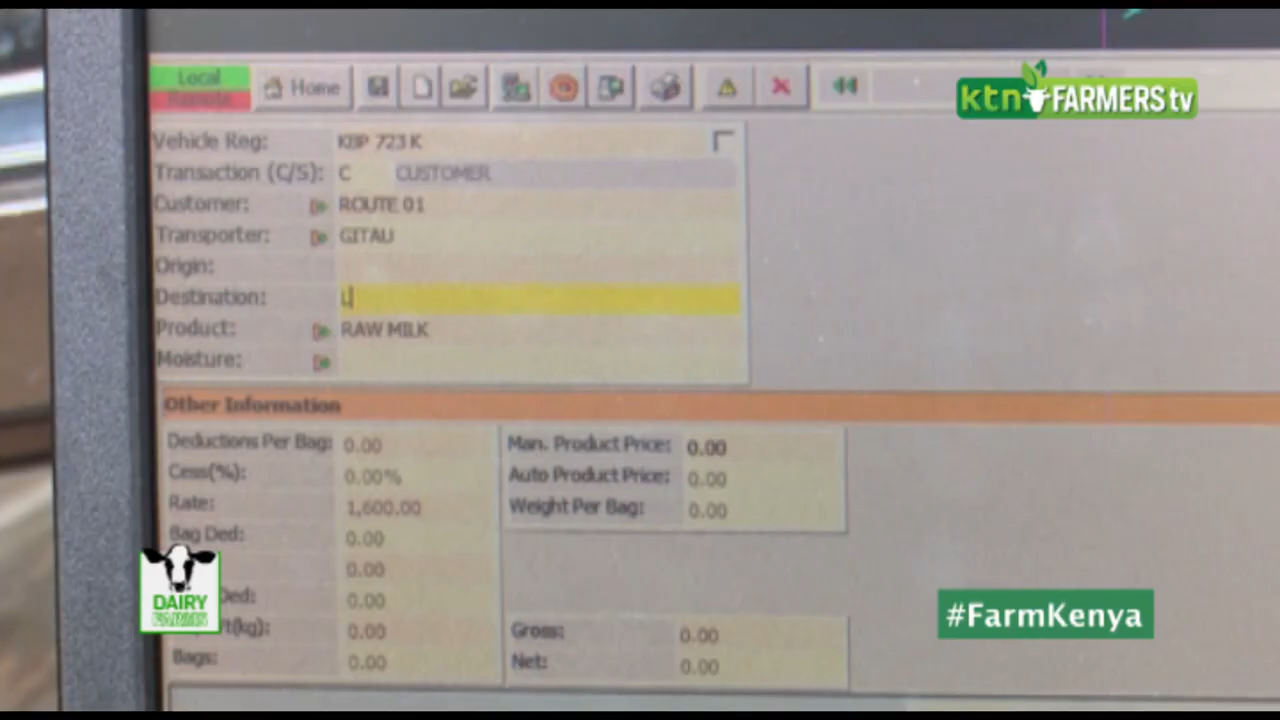 Local
Remote
Home
ktn FARMERS tv
Vehicle Reg: KBP 723 K
Transaction (C/S): C CUSTOMER
Customer: ROUTE 01
Transporter: GITAU
Origin:
Destination: L
Product: RAW MILK
Moisture:
Other Information
Deductions Per Bag: 0.00 Man. Product Price: 0.00
Cess(%): 0.00% Auto Product Price: 0.00
Rate: 1,600.00 Weight Per Bag: 0.00
Bag Ded: 0.00
0.00
Ded: 0.00
t(kg): 0.00 Gross: 0.00
Bags: 0.00 Net: 0.00
DAIRY
#FarmKenya